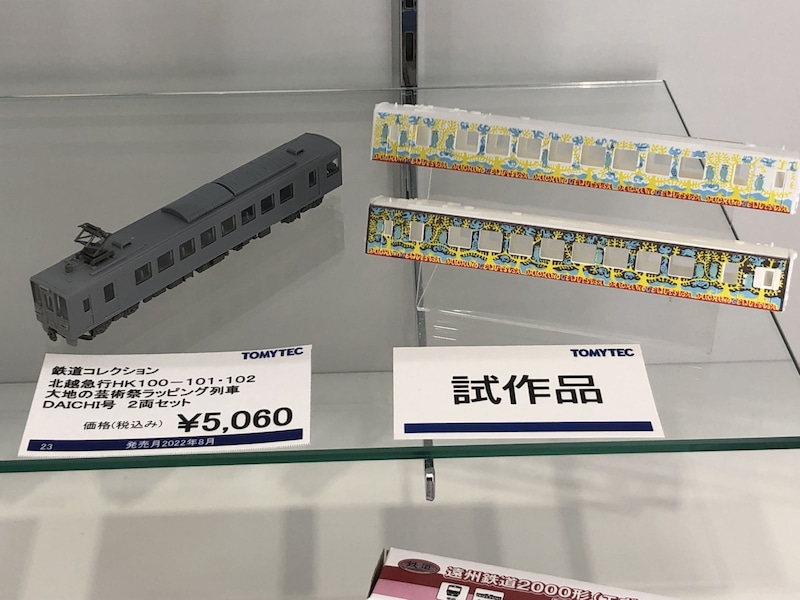 TOMYTEC
鉄道コレクション
北越急行HK100－101・102
大地の芸術祭ラッピング列車
DAICHI号 2両セット
価格(税込み) ¥5,060
23 発売月2022年8月
TOMYTEC
試作品
鉄コレ
遠州鉄道2000形